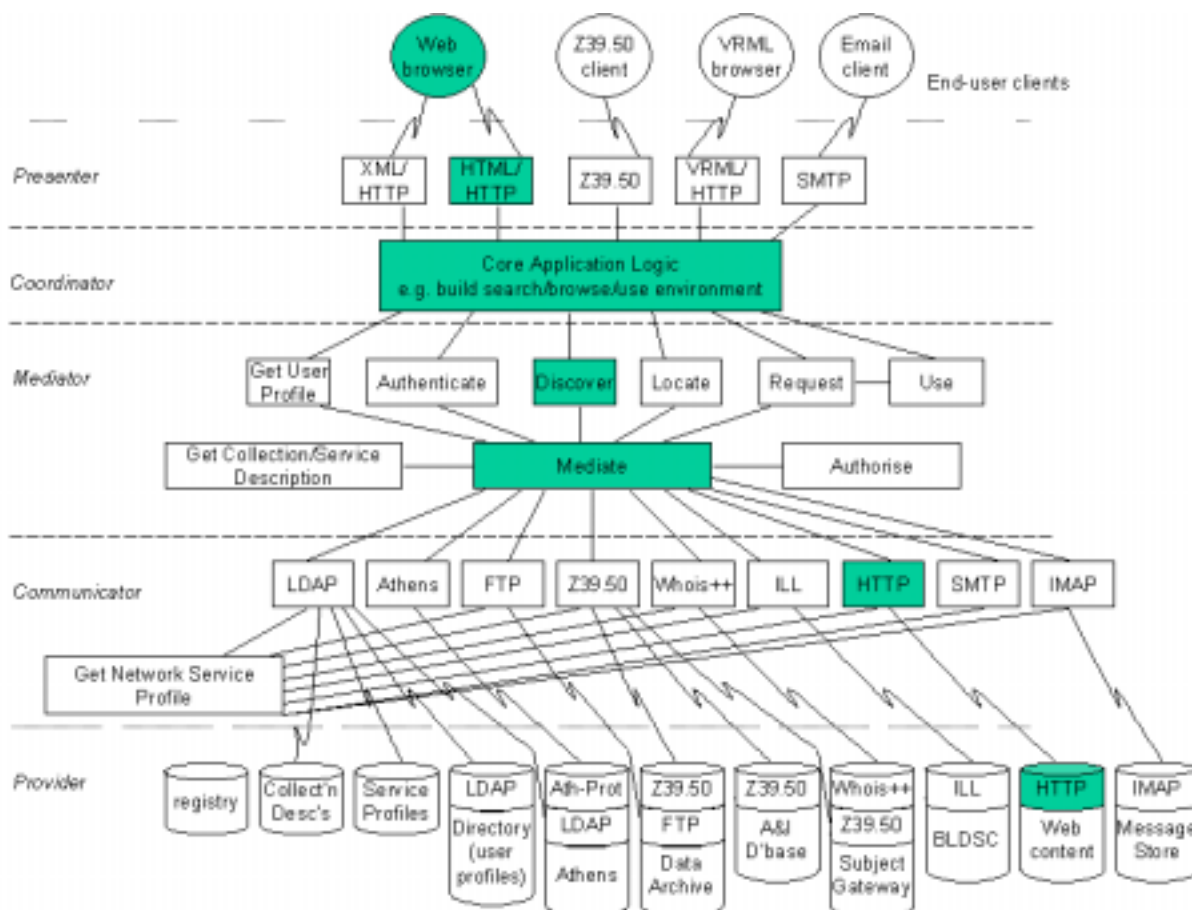 Web
browser
Z39.50
client
VRML
browser
Email
client
End-user clients
Presenter
XML/
HTTP
HTML/
HTTP
Z39.50
VRML/
HTTP
SMTP
Coordinator
Core Application Logic
e.g. build search/browse/use environment
Mediator
Get User
Profile
Authenticate
Discover
Locate
Request
Use
Get Collection/Service
Description
Mediate
Authorise
Communicator
LDAP
Athens
FTP
Z39.50
Whois++
ILL
HTTP
SMTP
IMAP
Get Network Service
Profile
Provider
registry
Collect'n
Desc's
Service
Profiles
LDAP
Directory
(user
profiles)
Ath-Prot
LDAP
Athens
Z39.50
FTP
Data
Archive
Z39.50
A&I
D'base
Whois++
Z39.50
Subject
Gateway
ILL
BLDSC
HTTP
Web
content
IMAP
Message
Store